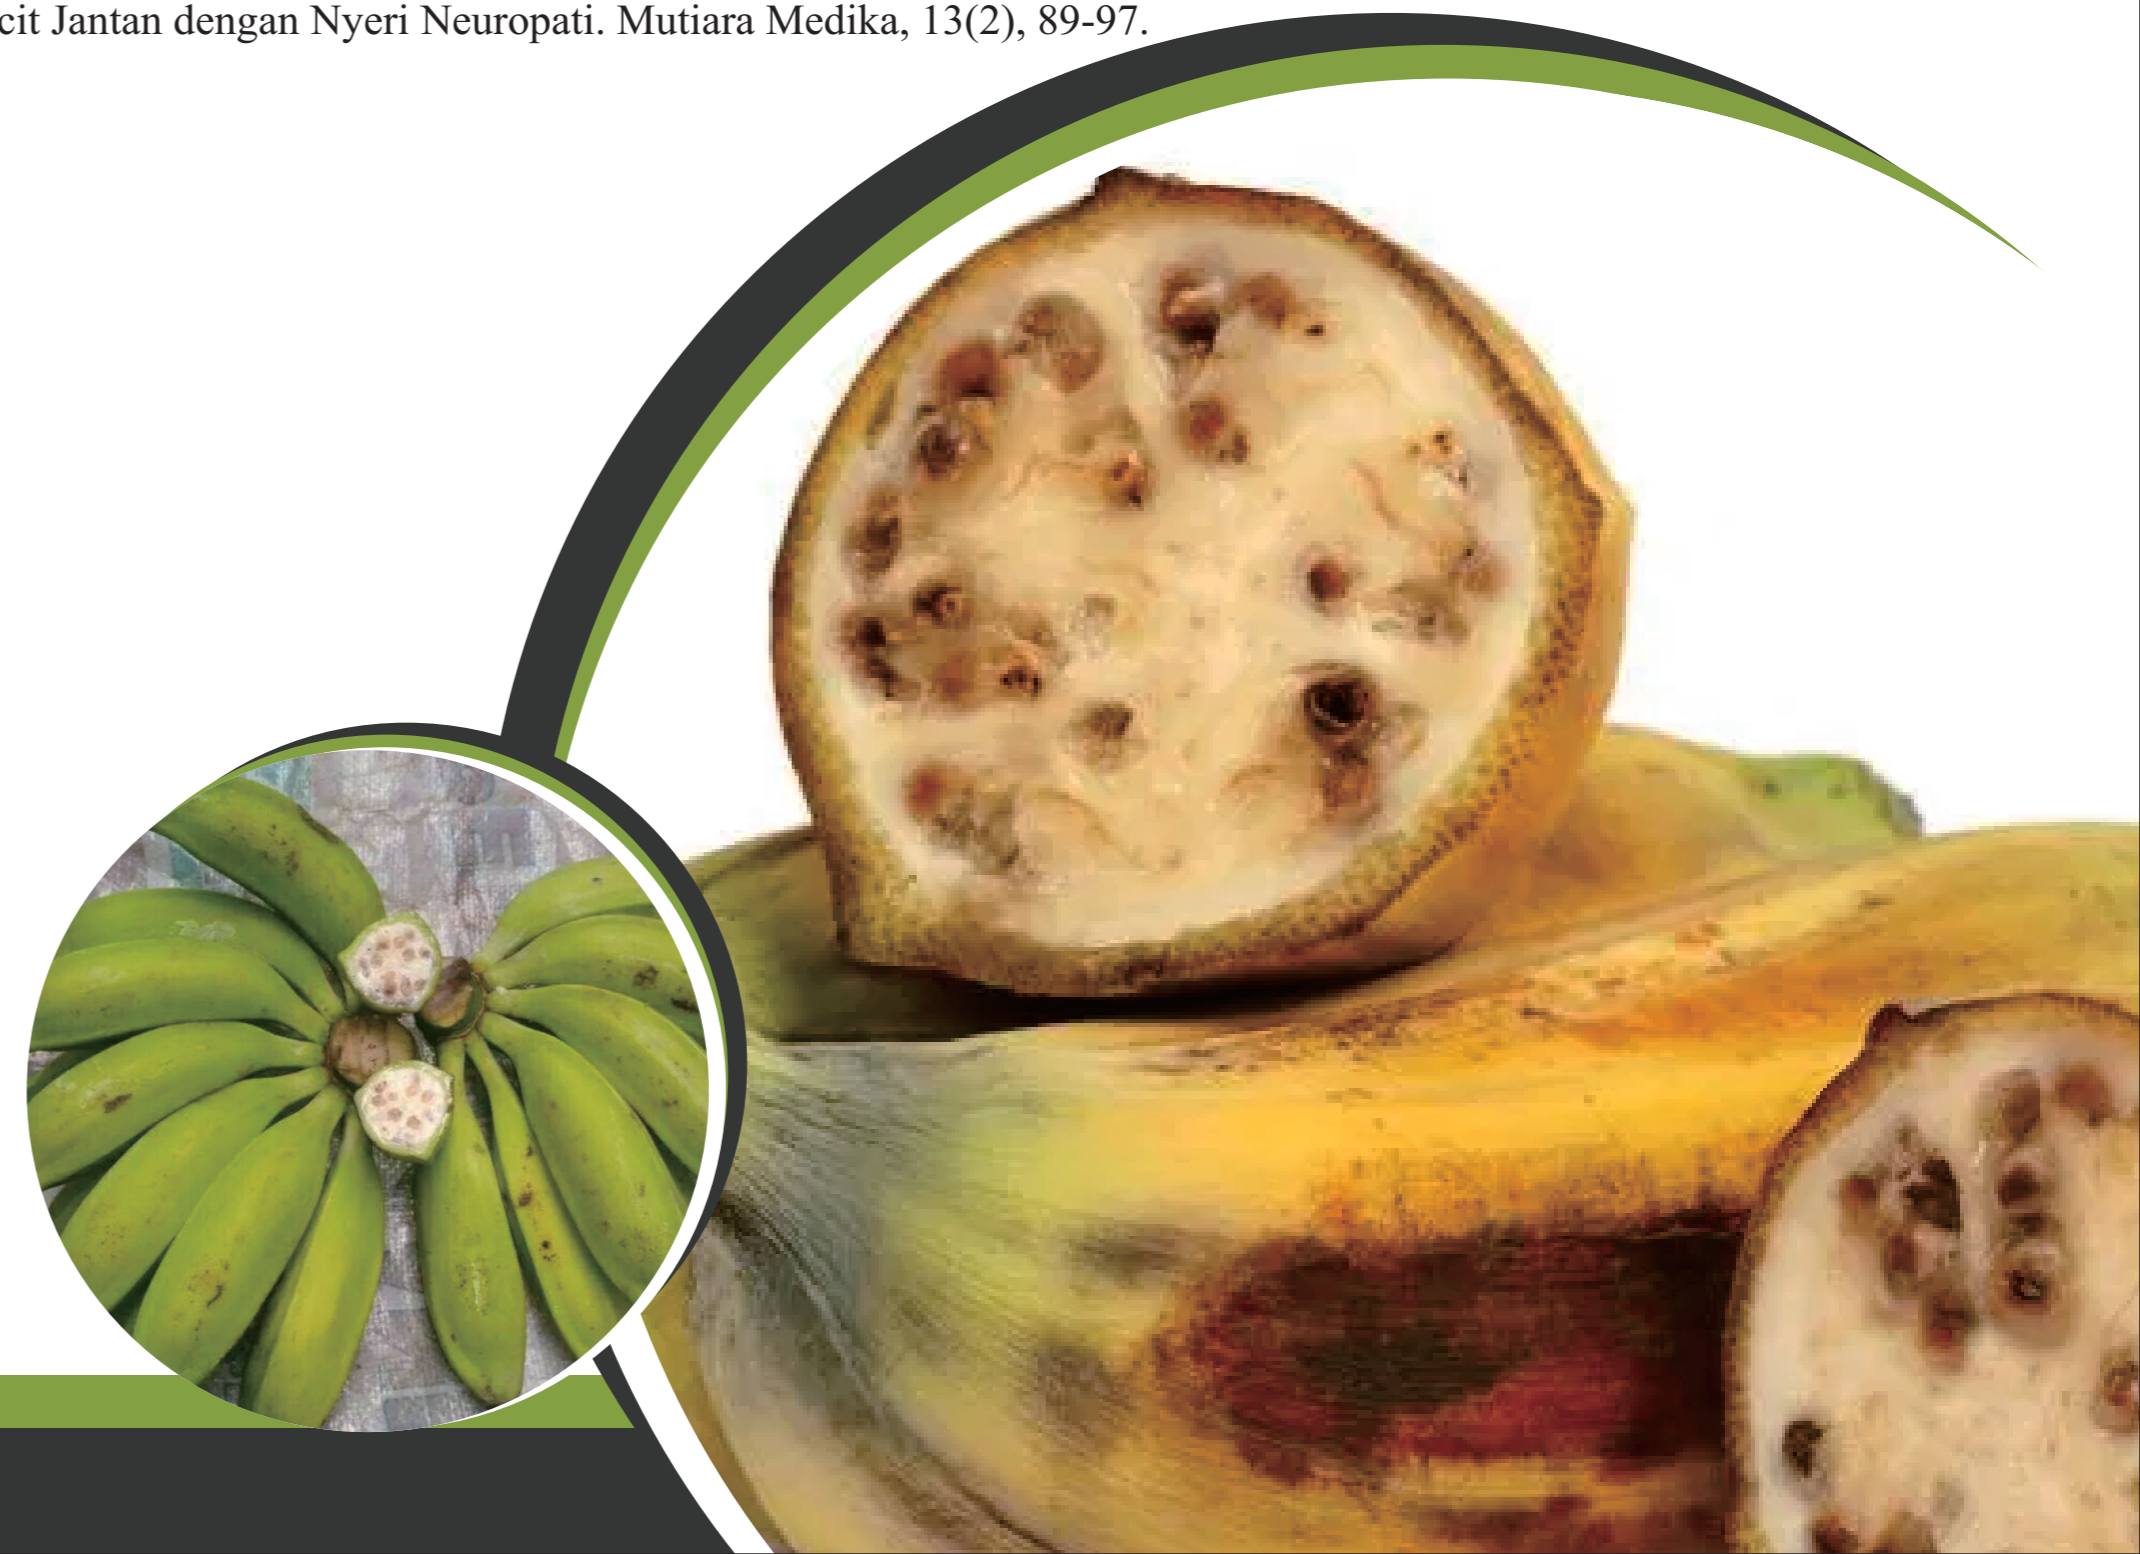 cit Jantan dengan Nyeri Neuropati. Mutiara Medika, 13(2), 89-97.